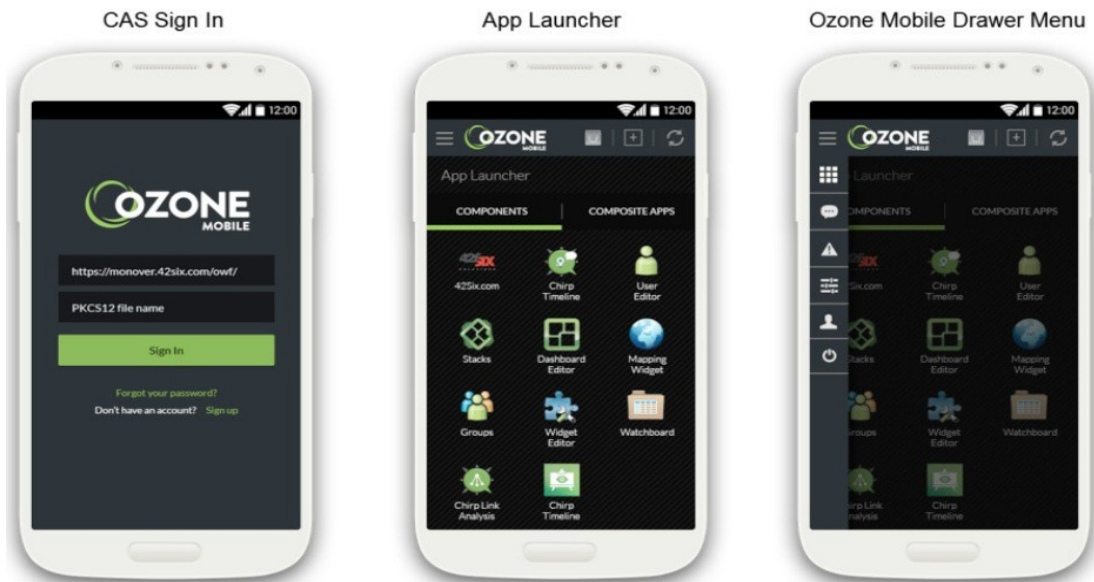 CAS Sign In
App Launcher
Ozone Mobile Drawer Menu
12:00
OZONE
MOBILE
https://monover.42six.com/owf/
PKCS12 file name
Sign In
Forgot your password?
Don't have an account? Sign up
12:00
OZONE
MOBILE
App Launcher
COMPONENTS
COMPOSITE APPS
42SIX
SOLUTIONS
42Six.com
Chirp
Timeline
User
Editor
Stacks
Dashboard
Editor
Mapping
Widget
Groups
Widget
Editor
Watchboard
Chirp Link
Analysis
Chirp
Timeline
12:00
OZONE
MOBILE
Launcher
OMPONENTS
COMPOSITE APPS
Six.com
Chirp
Timeline
User
Editor
Stacks
Dashboard
Editor
Mapping
Widget
Groups
Widget
Editor
Watchboard
irp Link
nalysis
Chirp
Timeline